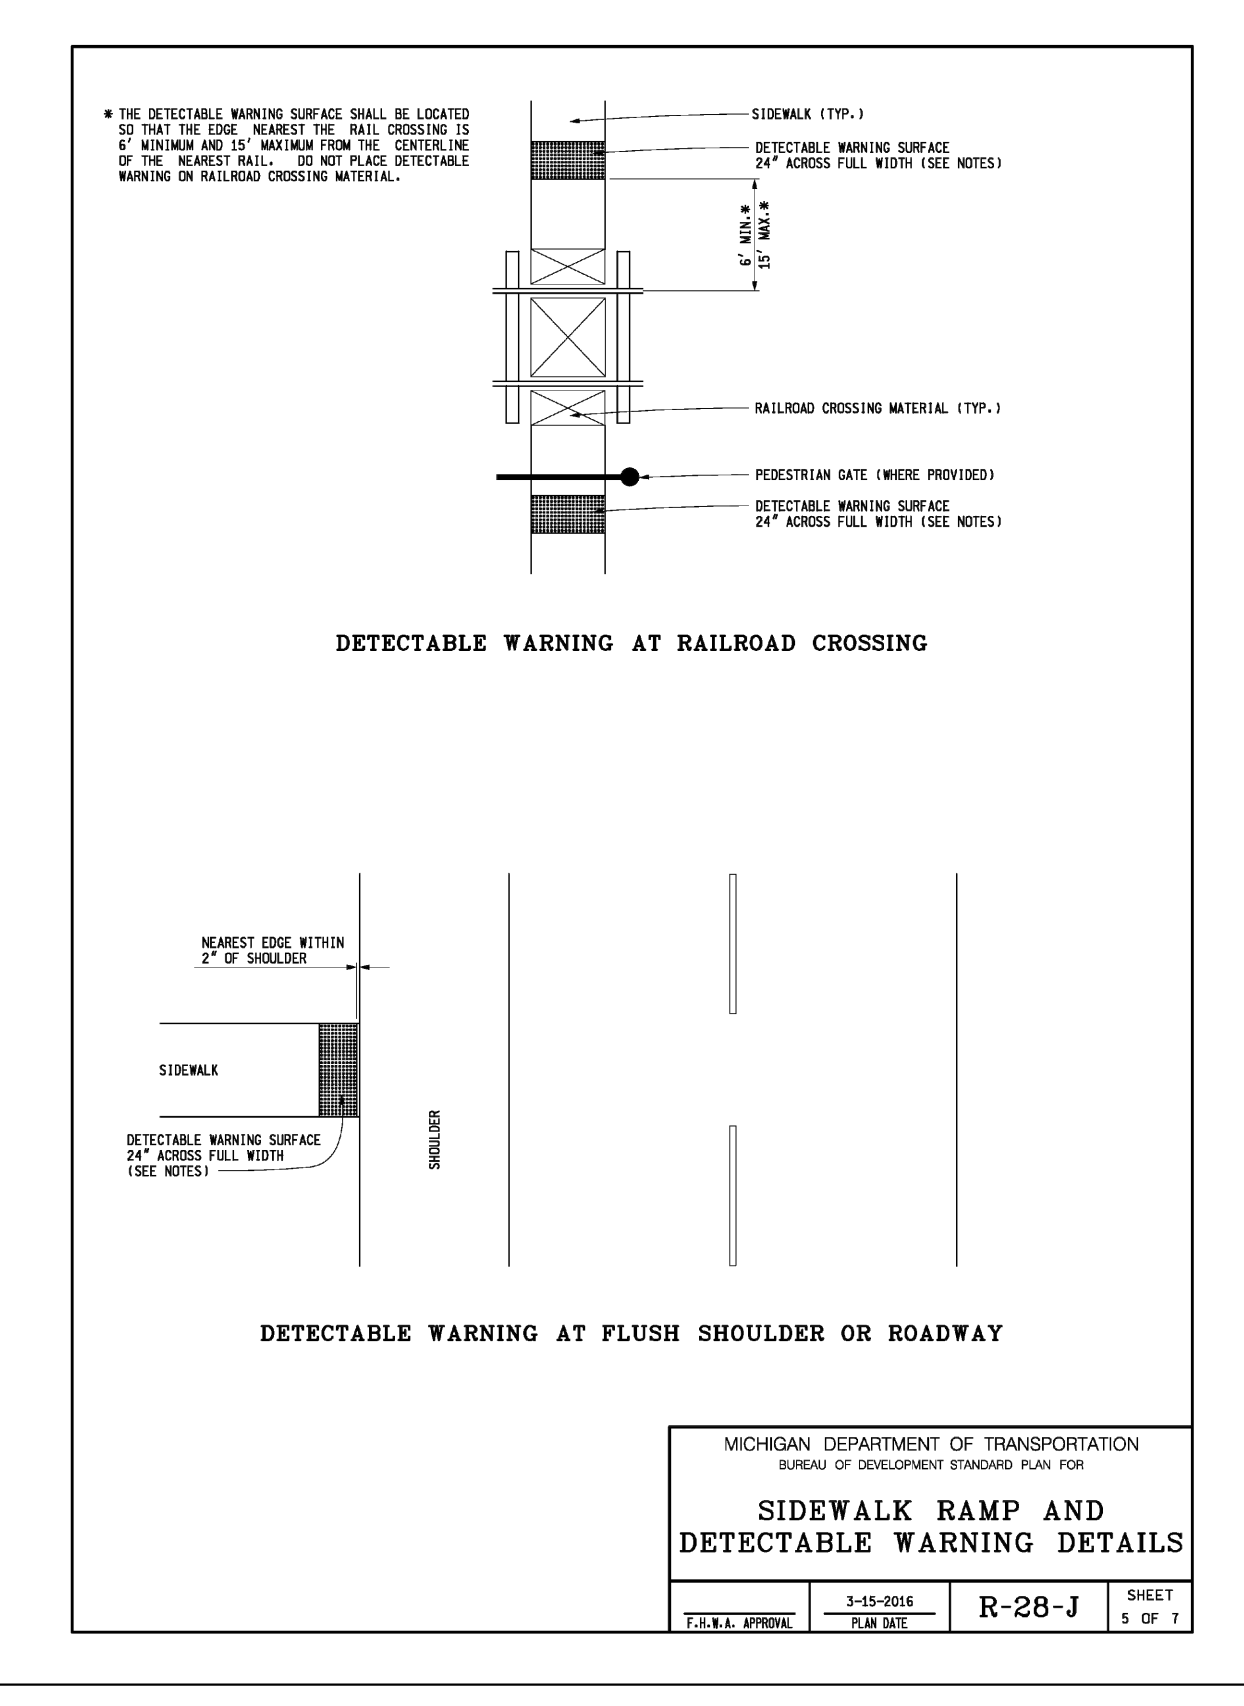 * THE DETECTABLE WARNING SURFACE SHALL BE LOCATED
SO THAT THE EDGE NEAREST THE RAIL CROSSING IS
6' MINIMUM AND 15' MAXIMUM FROM THE CENTERLINE
OF THE NEAREST RAIL. DO NOT PLACE DETECTABLE
WARNING ON RAILROAD CROSSING MATERIAL.
SIDEWALK (TYP.)
DETECTABLE WARNING SURFACE
24" ACROSS FULL WIDTH (SEE NOTES)
6' MIN.*
15' MAX.*
RAILROAD CROSSING MATERIAL (TYP.)
PEDESTRIAN GATE (WHERE PROVIDED)
DETECTABLE WARNING SURFACE
24" ACROSS FULL WIDTH (SEE NOTES)
DETECTABLE WARNING AT RAILROAD CROSSING
NEAREST EDGE WITHIN
2" OF SHOULDER
SIDEWALK
DETECTABLE WARNING SURFACE
24" ACROSS FULL WIDTH
(SEE NOTES)
SHOULDER
DETECTABLE WARNING AT FLUSH SHOULDER OR ROADWAY
MICHIGAN DEPARTMENT OF TRANSPORTATION
BUREAU OF DEVELOPMENT STANDARD PLAN FOR
SIDEWALK RAMP AND
DETECTABLE WARNING DETAILS
F.H.W.A. APPROVAL
3-15-2016
PLAN DATE
R-28-J
SHEET
5 OF 7